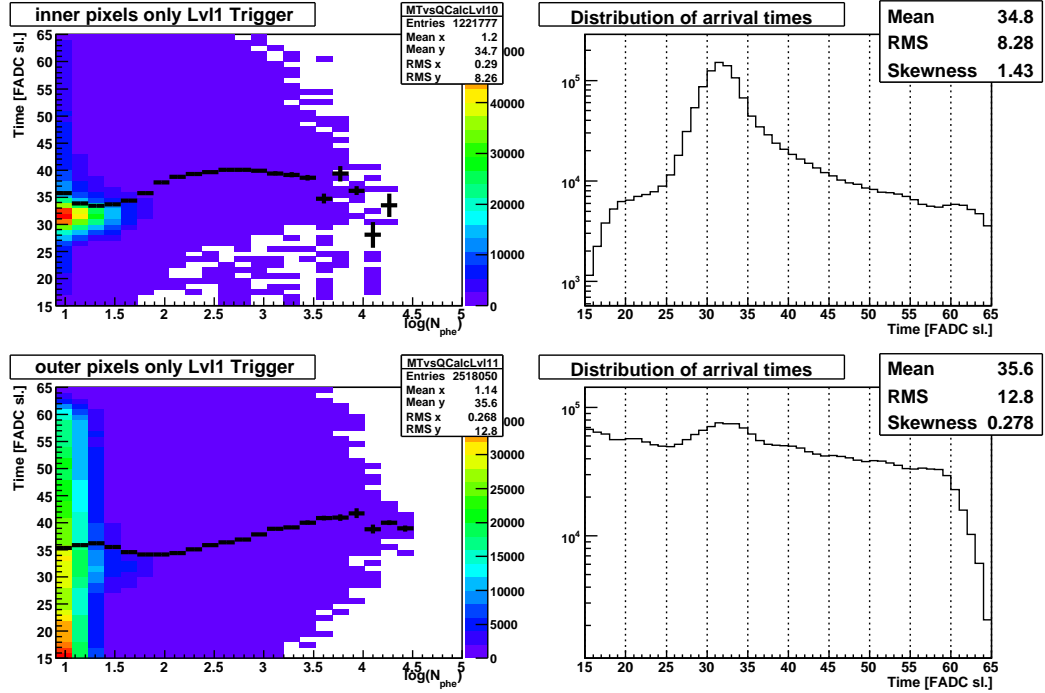 inner pixels only Lvl1 Trigger
MTvsQCalcLvl10
Entries 1221777
Mean x 1.2
Mean y 34.7
RMS x 0.29
RMS y 8.26
Time [FADC sl.]
65
60
55
50
45
40
35
30
25
20
15
1 1.5 2 2.5 3 3.5 4 4.5 5
log(N_phe)
40000
30000
20000
10000
0
Distribution of arrival times
Mean 34.8
RMS 8.28
Skewness 1.43
10^5
10^4
10^3
15 20 25 30 35 40 45 50 55 60 65
Time [FADC sl.]
outer pixels only Lvl1 Trigger
MTvsQCalcLvl11
Entries 2518050
Mean x 1.14
Mean y 35.6
RMS x 0.268
RMS y 12.8
Time [FADC sl.]
65
60
55
50
45
40
35
30
25
20
15
1 1.5 2 2.5 3 3.5 4 4.5 5
log(N_phe)
30000
25000
20000
15000
10000
5000
0
Distribution of arrival times
Mean 35.6
RMS 12.8
Skewness 0.278
10^5
10^4
15 20 25 30 35 40 45 50 55 60 65
Time [FADC sl.]